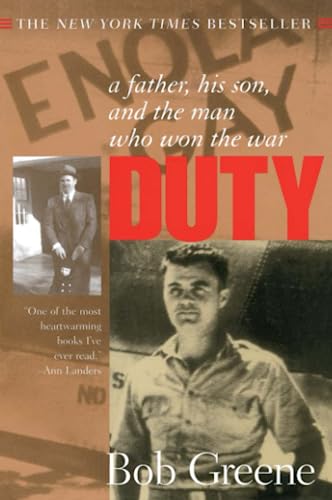 THE NEW YORK TIMES BESTSELLER
ENOLA
GAY
a father, his son,
and the man
who won the war
DUTY
"One of the most
heartwarming
books I've
ever read."
–Ann Landers
NO
Bob Greene